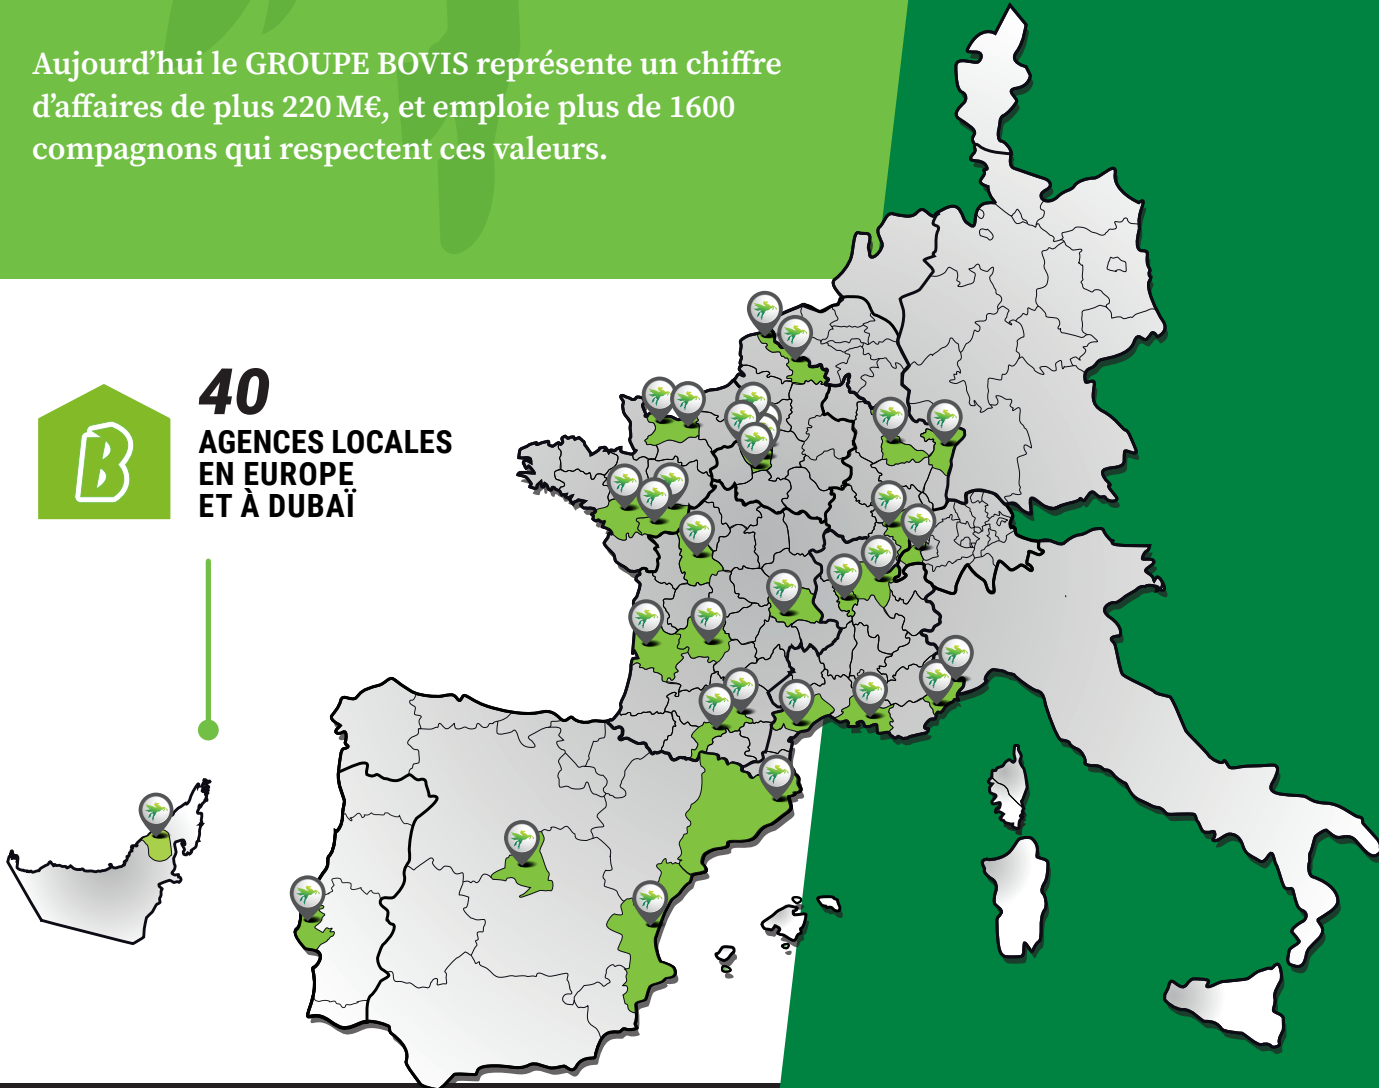 Aujourd’hui le GROUPE BOVIS représente un chiffre
d’affaires de plus 220 M€, et emploie plus de 1600
compagnons qui respectent ces valeurs.
B
40
AGENCES LOCALES
EN EUROPE
ET À DUBAÏ